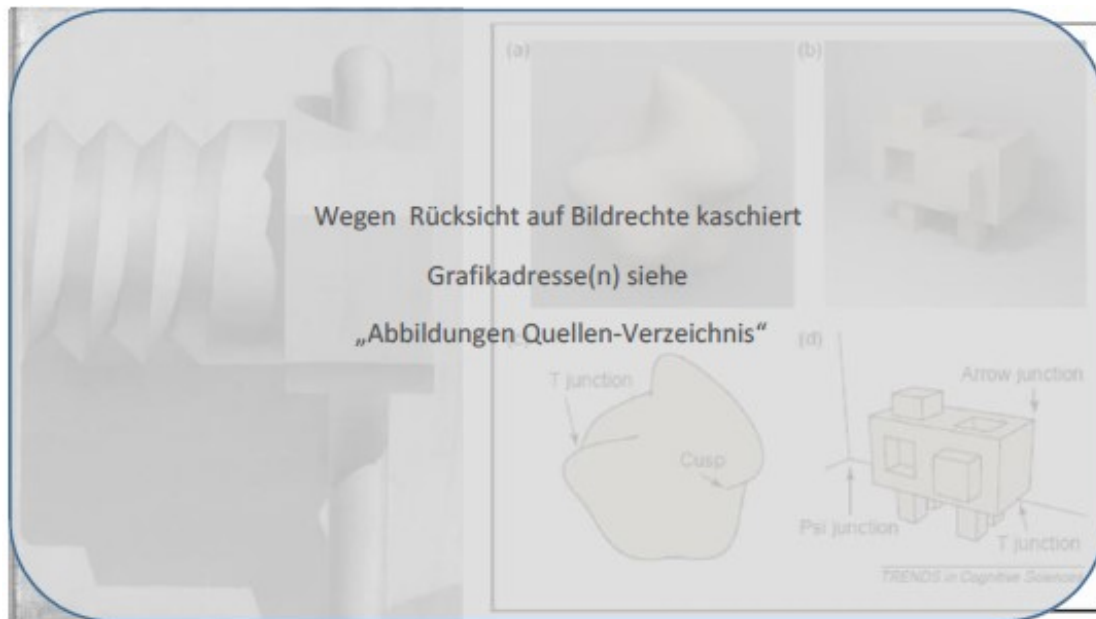 (a)
(b)
Wegen Rücksicht auf Bildrechte kaschiert
Grafikadresse(n) siehe
„Abbildungen Quellen-Verzeichnis“
(d)
T junction
Arrow junction
Cusp
Psi junction
T junction
TRENDS in Cognitive Sciences